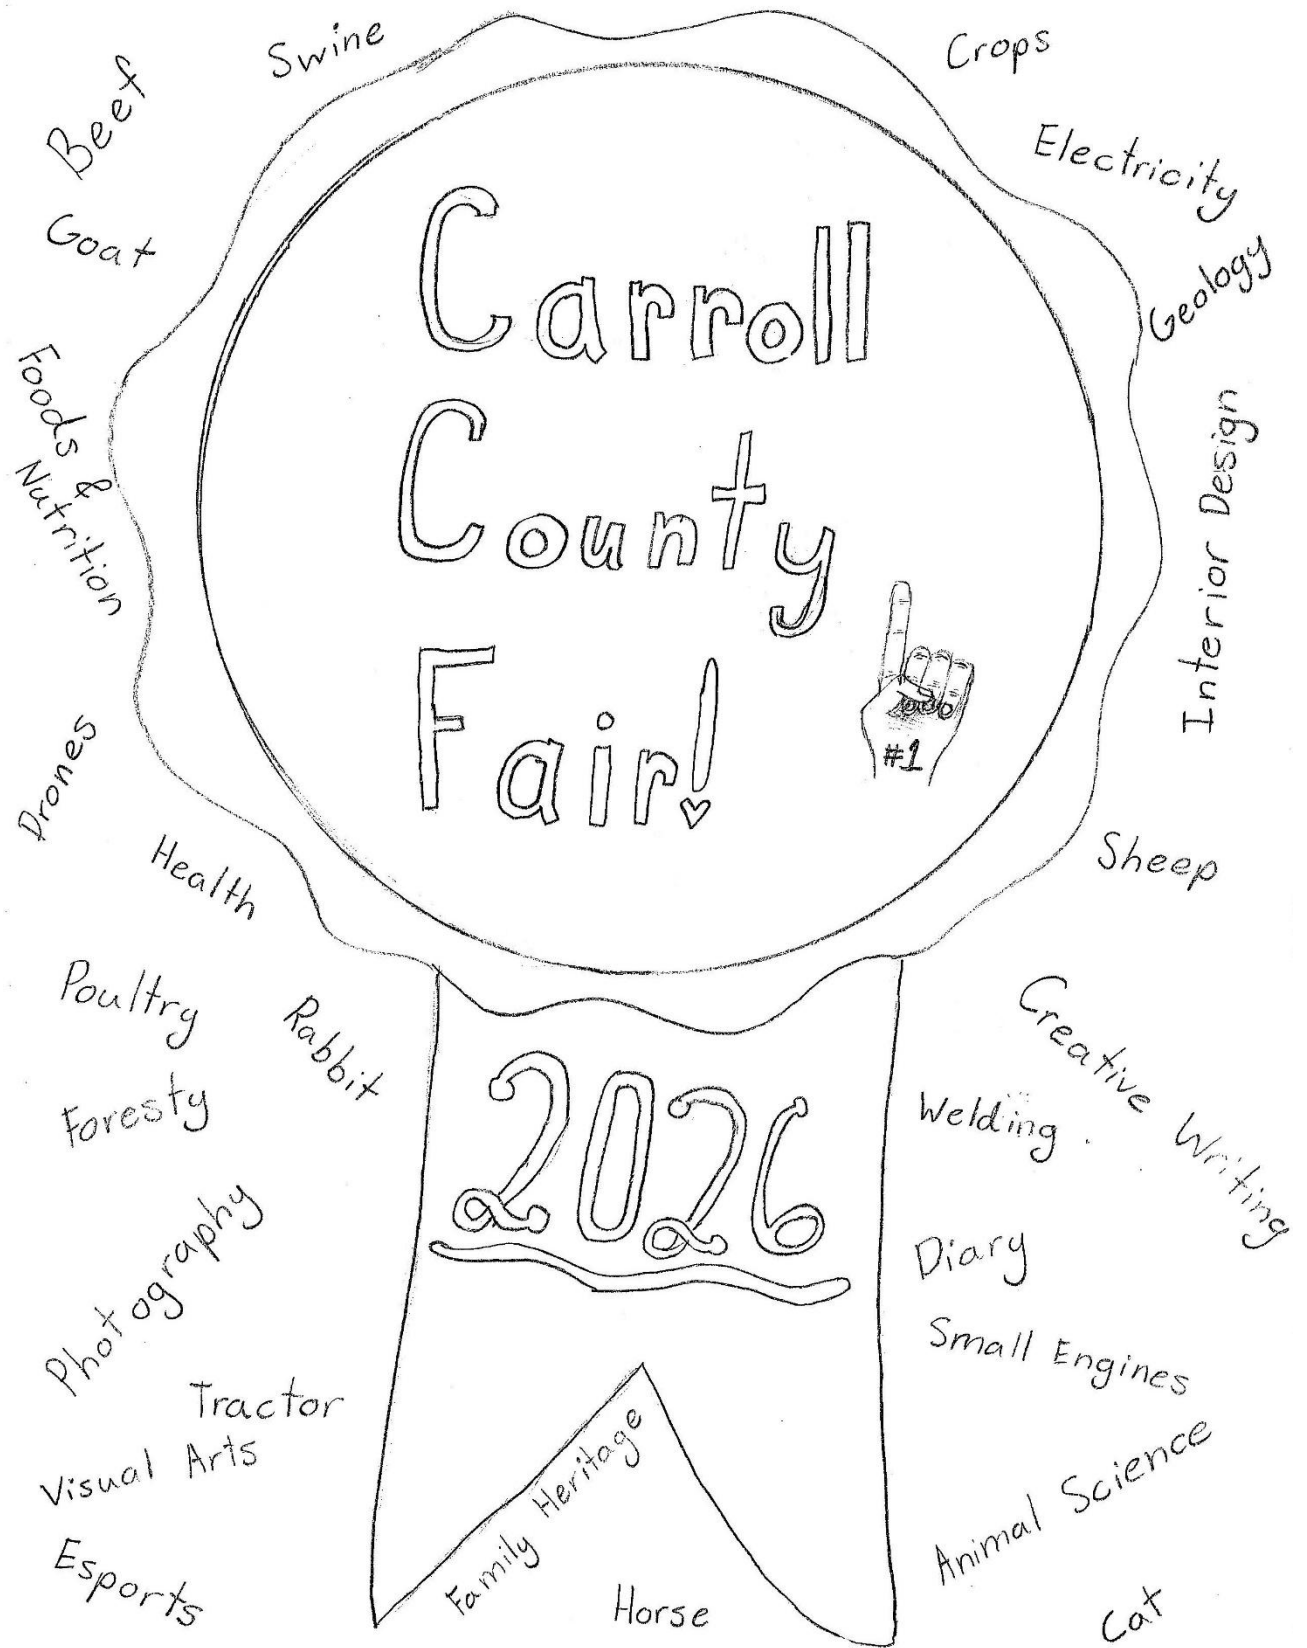 Swine
Crops
Beef
Electricity
Goat
Geology
Carroll
County
Fair!
#1
Foods &
Nutrition
Interior Design
Drones
Health
Sheep
Poultry
Rabbit
Foresty
Creative Writing
Welding
2026
Photography
Diary
Small Engines
Tractor
Visual Arts
Family Heritage
Animal Science
Esports
Horse
Cat